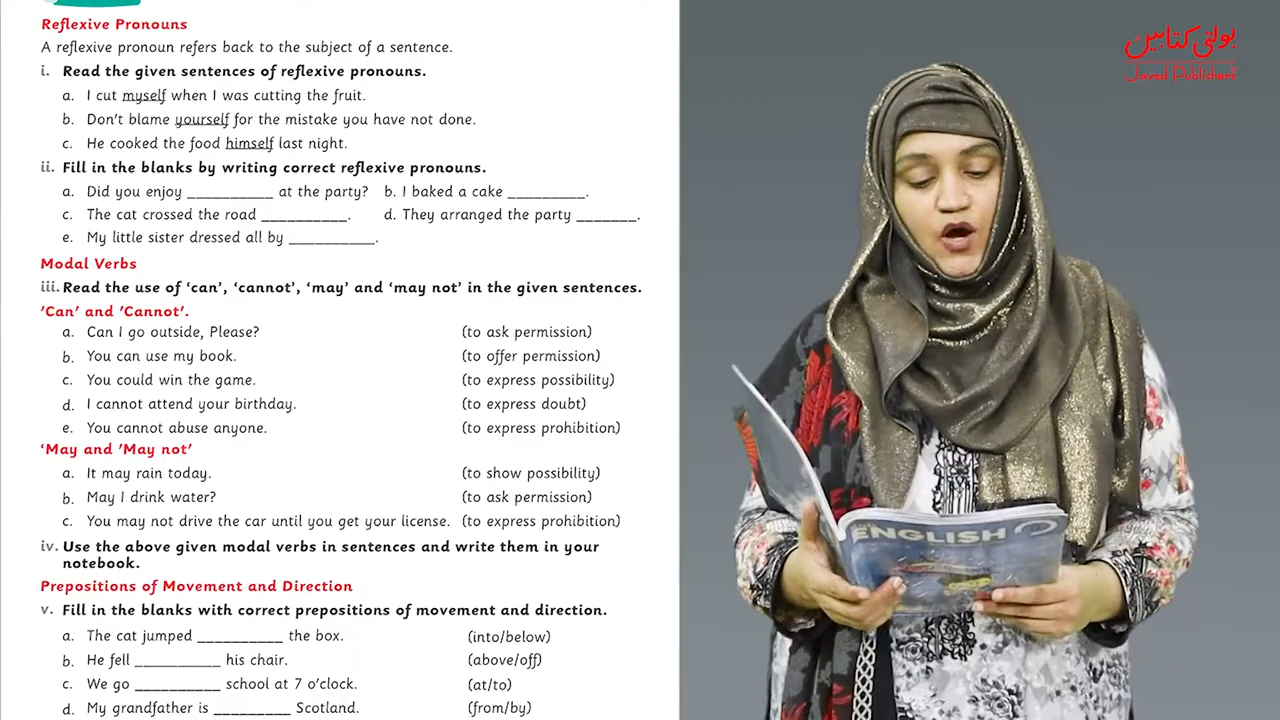 Reflexive Pronouns
A reflexive pronoun refers back to the subject of a sentence.
i. Read the given sentences of reflexive pronouns.
a. I cut myself when I was cutting the fruit.
b. Don't blame yourself for the mistake you have not done.
c. He cooked the food himself last night.
ii. Fill in the blanks by writing correct reflexive pronouns.
a. Did you enjoy __________ at the party? b. I baked a cake _________.
c. The cat crossed the road __________. d. They arranged the party _______.
e. My little sister dressed all by __________.
Modal Verbs
iii. Read the use of 'can', 'cannot', 'may' and 'may not' in the given sentences.
'Can' and 'Cannot'.
a. Can I go outside, Please? (to ask permission)
b. You can use my book. (to offer permission)
c. You could win the game. (to express possibility)
d. I cannot attend your birthday. (to express doubt)
e. You cannot abuse anyone. (to express prohibition)
'May and 'May not'
a. It may rain today. (to show possibility)
b. May I drink water? (to ask permission)
c. You may not drive the car until you get your license. (to express prohibition)
iv. Use the above given modal verbs in sentences and write them in your
notebook.
Prepositions of Movement and Direction
v. Fill in the blanks with correct prepositions of movement and direction.
a. The cat jumped __________ the box. (into/below)
b. He fell __________ his chair. (above/off)
c. We go __________ school at 7 o'clock. (at/to)
d. My grandfather is _________ Scotland. (from/by)
بولتی کتابیں
Javed Publishers
ENGLISH